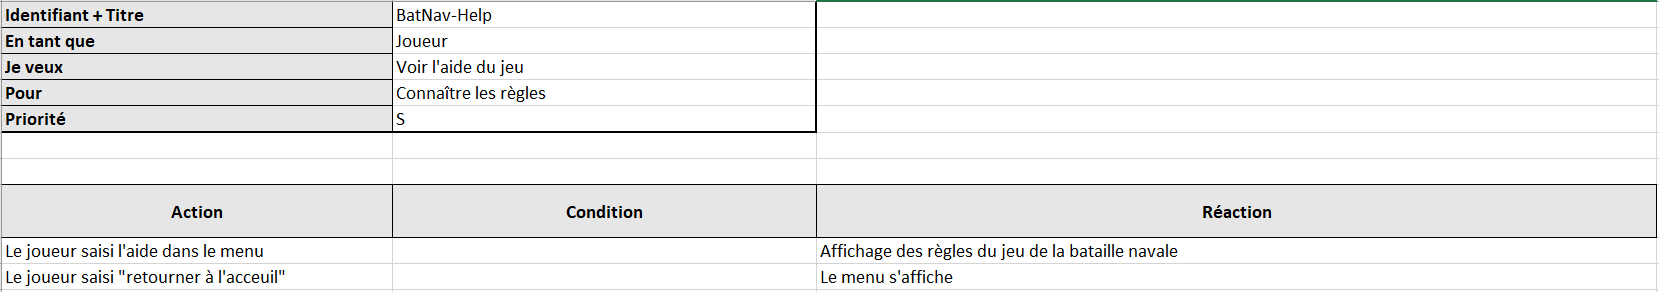 Identifiant + Titre BatNav-Help
En tant que Joueur
Je veux Voir l'aide du jeu
Pour Connaître les règles
Priorité S
Action Condition Réaction
Le joueur saisi l'aide dans le menu Affichage des règles du jeu de la bataille navale
Le joueur saisi "retourner à l'acceuil" Le menu s'affiche